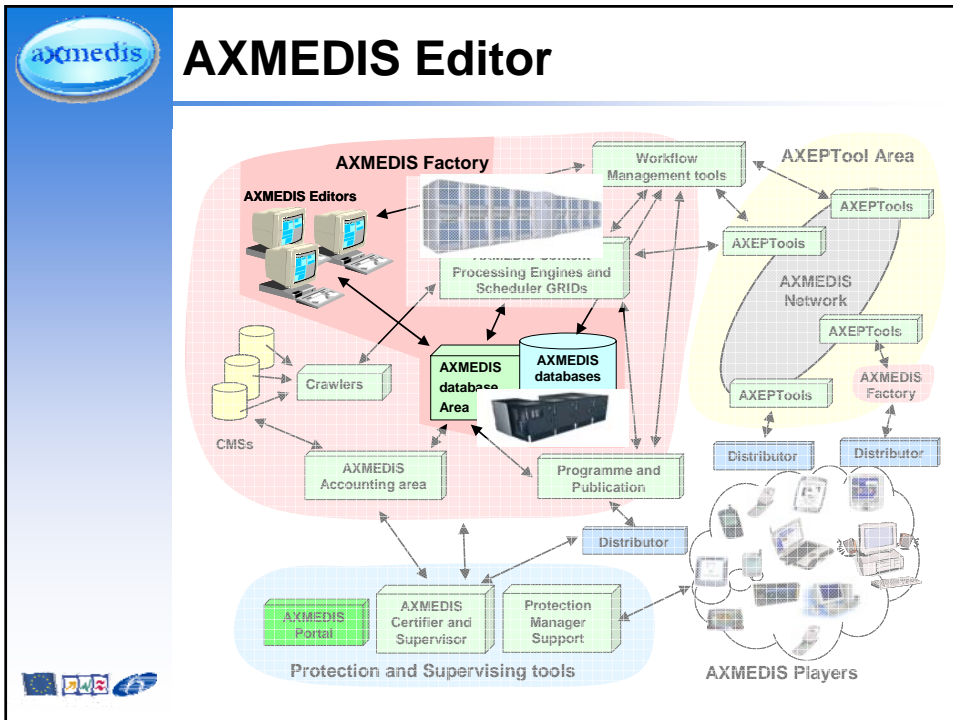 axmedis
AXMEDIS Editor
AXMEDIS Factory
Workflow
Management tools
AXEPTool Area
AXMEDIS Editors
AXEPTools
AXEPTools
AXMEDIS Content
Processing Engines and
Scheduler GRIDs
AXMEDIS
Network
AXEPTools
AXMEDIS
database
Area
AXMEDIS
databases
Crawlers
AXEPTools
AXMEDIS
Factory
CMSs
AXMEDIS
Accounting area
Programme and
Publication
Distributor
Distributor
Distributor
AXMEDIS
Portal
AXMEDIS
Certifier and
Supervisor
Protection
Manager
Support
Protection and Supervising tools
AXMEDIS Players